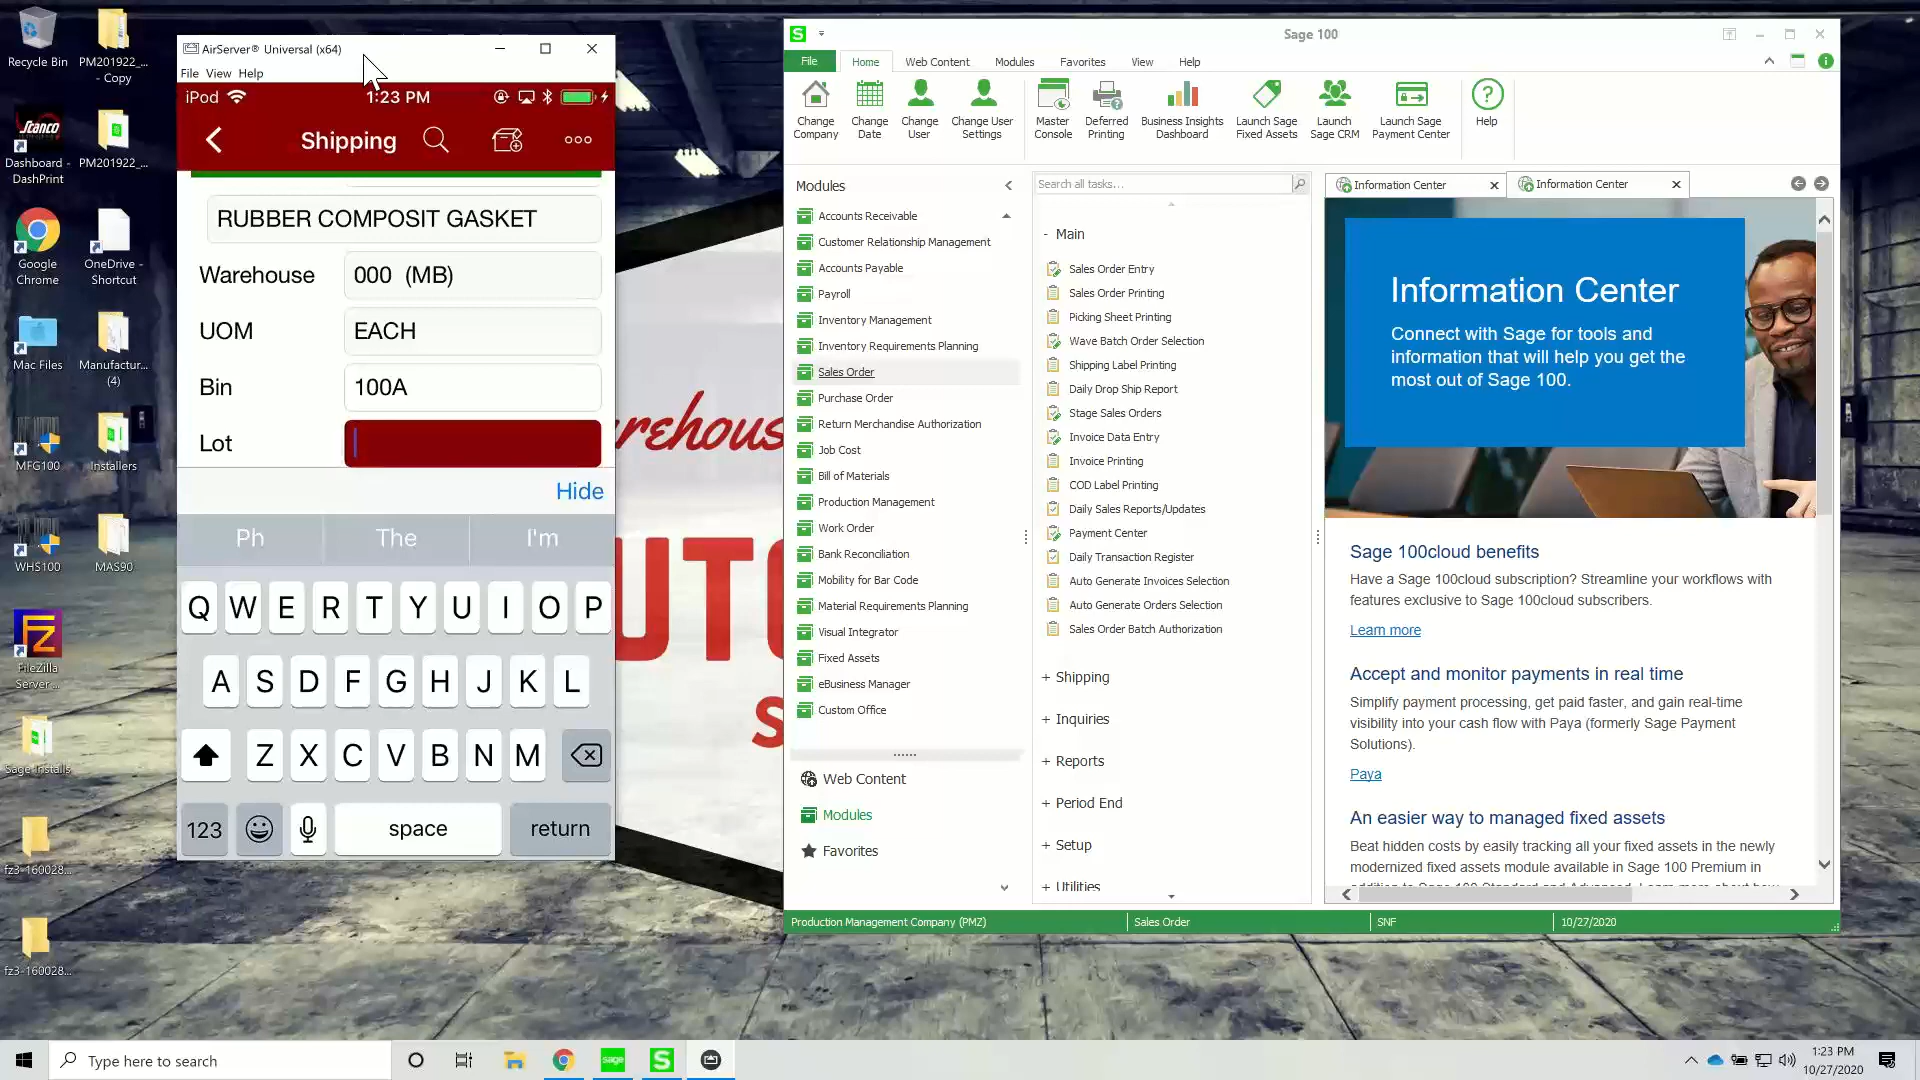 Recycle Bin
PM201922_...
- Copy
Scanco
Dashboard -
DashPrint
PM201922_...
Google
Chrome
OneDrive -
Shortcut
Mac Files
Manufactur...
(4)
MFG100
Installers
WHS100
MAS90
FileZilla
Server ...
Sage Installs
fz3-160028...
fz3-160028...
AirServer® Universal (x64)
File View Help
iPod
1:23 PM
Shipping
RUBBER COMPOSIT GASKET
Warehouse
000 (MB)
UOM
EACH
Bin
100A
Lot
Hide
Ph
The
I'm
Q W E R T Y U I O P
A S D F G H J K L
Z X C V B N M
123
space
return
Sage 100
File
Home
Web Content
Modules
Favorites
View
Help
Change
Company
Change
Date
Change
User
Change User
Settings
Master
Console
Deferred
Printing
Business Insights
Dashboard
Launch Sage
Fixed Assets
Launch
Sage CRM
Launch Sage
Payment Center
Help
Modules
Accounts Receivable
Customer Relationship Management
Accounts Payable
Payroll
Inventory Management
Inventory Requirements Planning
Sales Order
Purchase Order
Return Merchandise Authorization
Job Cost
Bill of Materials
Production Management
Work Order
Bank Reconciliation
Mobility for Bar Code
Material Requirements Planning
Visual Integrator
Fixed Assets
eBusiness Manager
Custom Office
Web Content
Modules
Favorites
Search all tasks...
- Main
Sales Order Entry
Sales Order Printing
Picking Sheet Printing
Wave Batch Order Selection
Shipping Label Printing
Daily Drop Ship Report
Stage Sales Orders
Invoice Data Entry
Invoice Printing
COD Label Printing
Daily Sales Reports/Updates
Payment Center
Daily Transaction Register
Auto Generate Invoices Selection
Auto Generate Orders Selection
Sales Order Batch Authorization
+ Shipping
+ Inquiries
+ Reports
+ Period End
+ Setup
+ Utilities
Information Center
Information Center
Information Center
Connect with Sage for tools and
information that will help you get the
most out of Sage 100.
Sage 100cloud benefits
Have a Sage 100cloud subscription? Streamline your workflows with
features exclusive to Sage 100cloud subscribers.
Learn more
Accept and monitor payments in real time
Simplify payment processing, get paid faster, and gain real-time
visibility into your cash flow with Paya (formerly Sage Payment
Solutions).
Paya
An easier way to managed fixed assets
Beat hidden costs by easily tracking all your fixed assets in the newly
modernized fixed assets module available in Sage 100 Premium in
Production Management Company (PMZ)
Sales Order
SNF
10/27/2020
rehous
UTO
S
Type here to search
sage
1:23 PM
10/27/2020